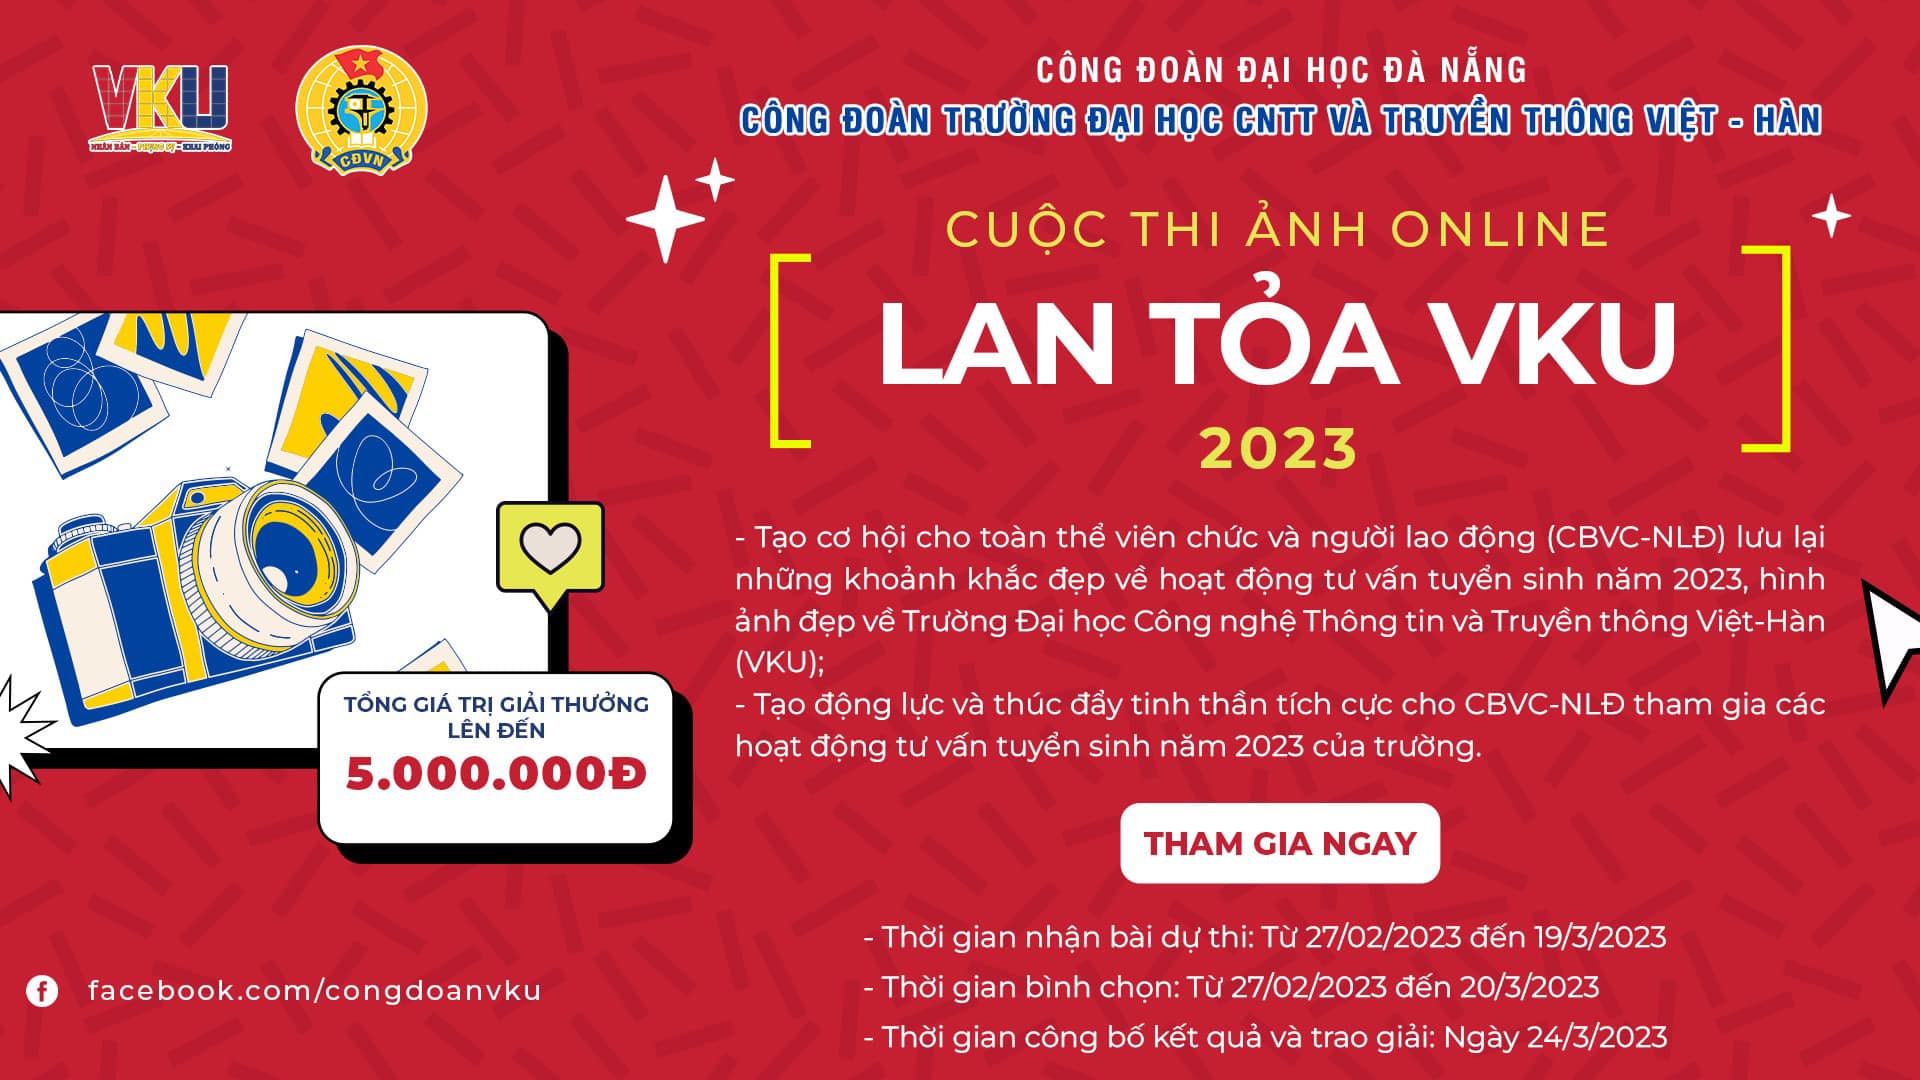 VKU
NHÂN BẢN - PHỤNG SỰ - KHAI PHÓNG
CĐVN
CÔNG ĐOÀN ĐẠI HỌC ĐÀ NẴNG
CÔNG ĐOÀN TRƯỜNG ĐẠI HỌC CNTT VÀ TRUYỀN THÔNG VIỆT - HÀN
CUỘC THI ẢNH ONLINE
LAN TỎA VKU
2023
- Tạo cơ hội cho toàn thể viên chức và người lao động (CBVC-NLĐ) lưu lại
những khoảnh khắc đẹp về hoạt động tư vấn tuyển sinh năm 2023, hình
ảnh đẹp về Trường Đại học Công nghệ Thông tin và Truyền thông Việt-Hàn
(VKU);
- Tạo động lực và thúc đẩy tinh thần tích cực cho CBVC-NLĐ tham gia các
hoạt động tư vấn tuyển sinh năm 2023 của trường.
TỔNG GIÁ TRỊ GIẢI THƯỞNG
LÊN ĐẾN
5.000.000Đ
THAM GIA NGAY
- Thời gian nhận bài dự thi: Từ 27/02/2023 đến 19/3/2023
- Thời gian bình chọn: Từ 27/02/2023 đến 20/3/2023
- Thời gian công bố kết quả và trao giải: Ngày 24/3/2023
facebook.com/congdoanvku